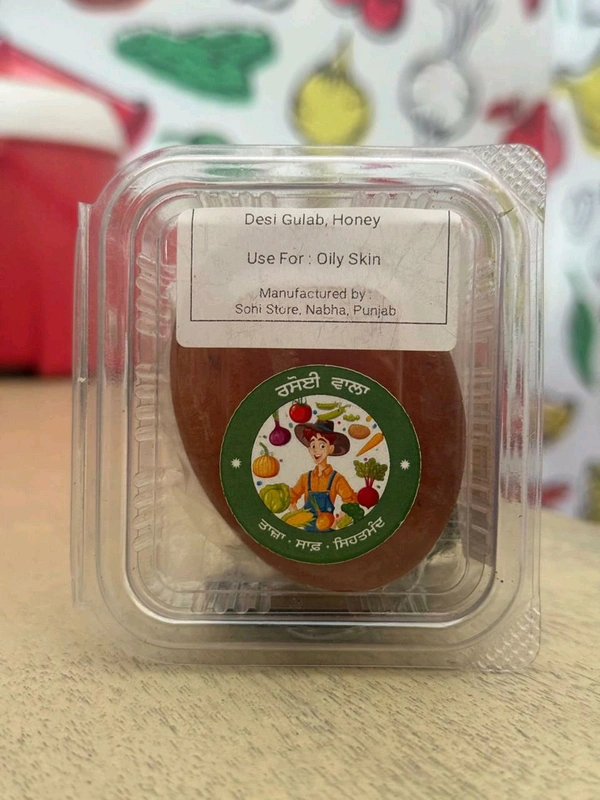 Desi Gulab, Honey
Use For : Oily Skin
Manufactured by :
Sohi Store, Nabha, Punjab
ਰਸੋਈ ਵਾਲਾ
ਤਾਜ਼ਾ · ਸਾਫ਼ · ਸਿਹਤਮੰਦ